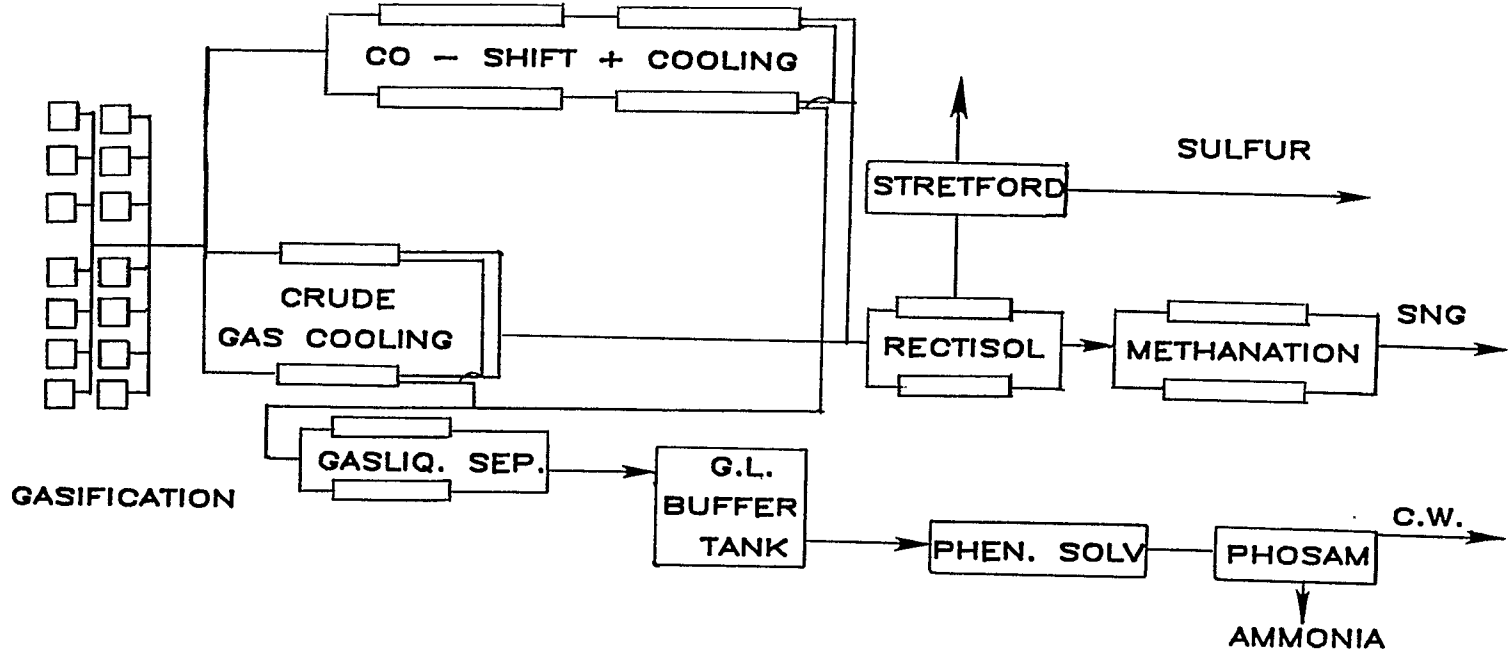 CO - SHIFT + COOLING
SULFUR
STRETFORD
CRUDE
GAS COOLING
SNG
RECTISOL
METHANATION
GASLIQ. SEP.
GASIFICATION
G.L.
BUFFER
TANK
C.W.
PHEN. SOLV
PHOSAM
AMMONIA